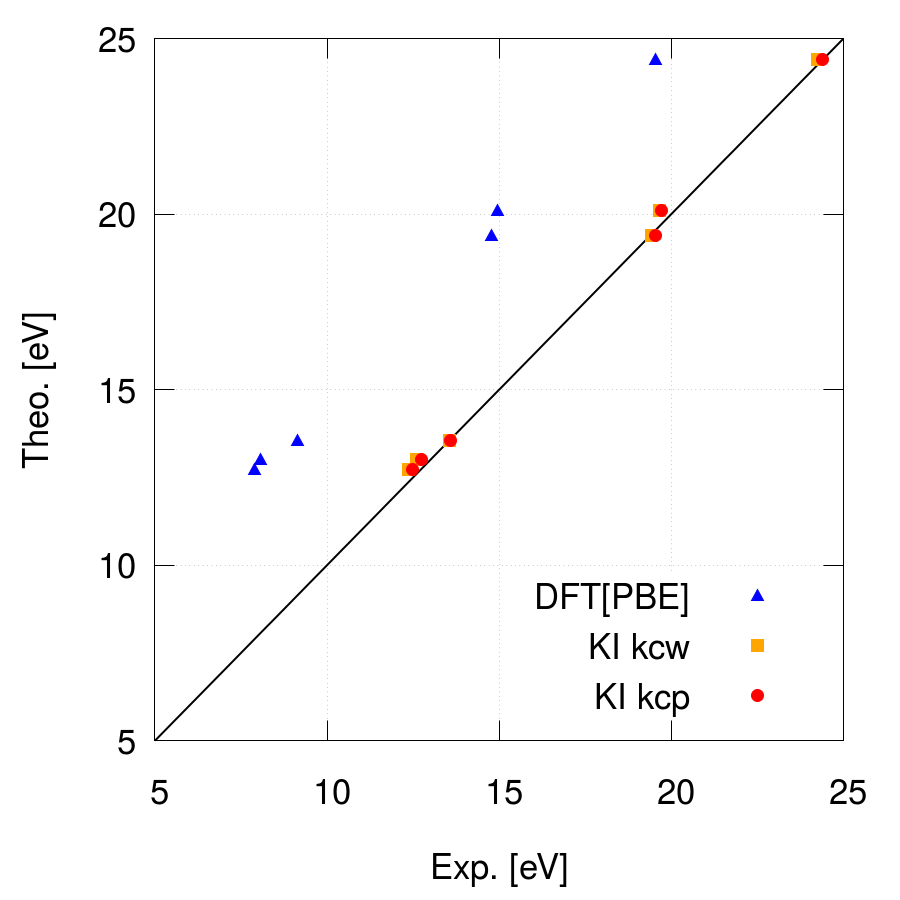 25
20
15
10
5
Theo. [eV]
DFT[PBE]
KI kcw
KI kcp
5 10 15 20 25
Exp. [eV]